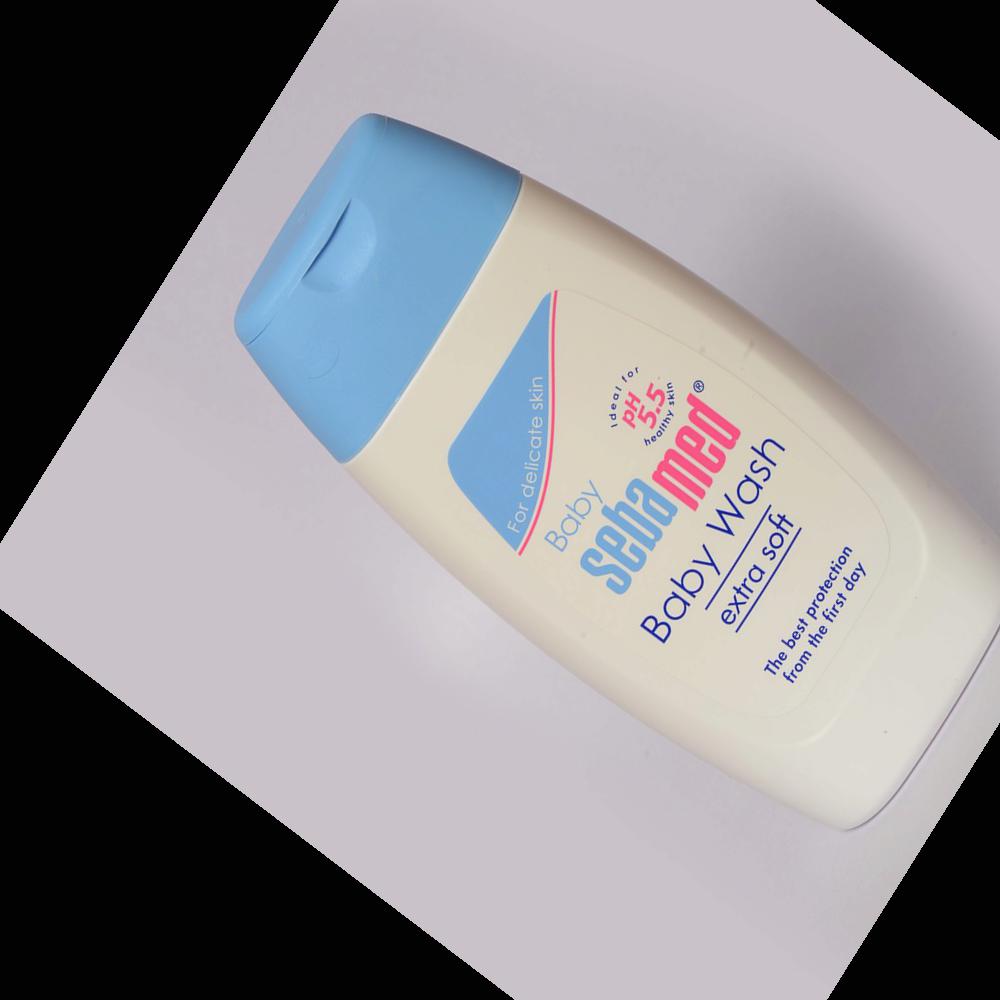 For delicate skin
Ideal for
pH
5.5
healthy skin
Baby
sebamed®
Baby Wash
extra soft
The best protection
from the first day